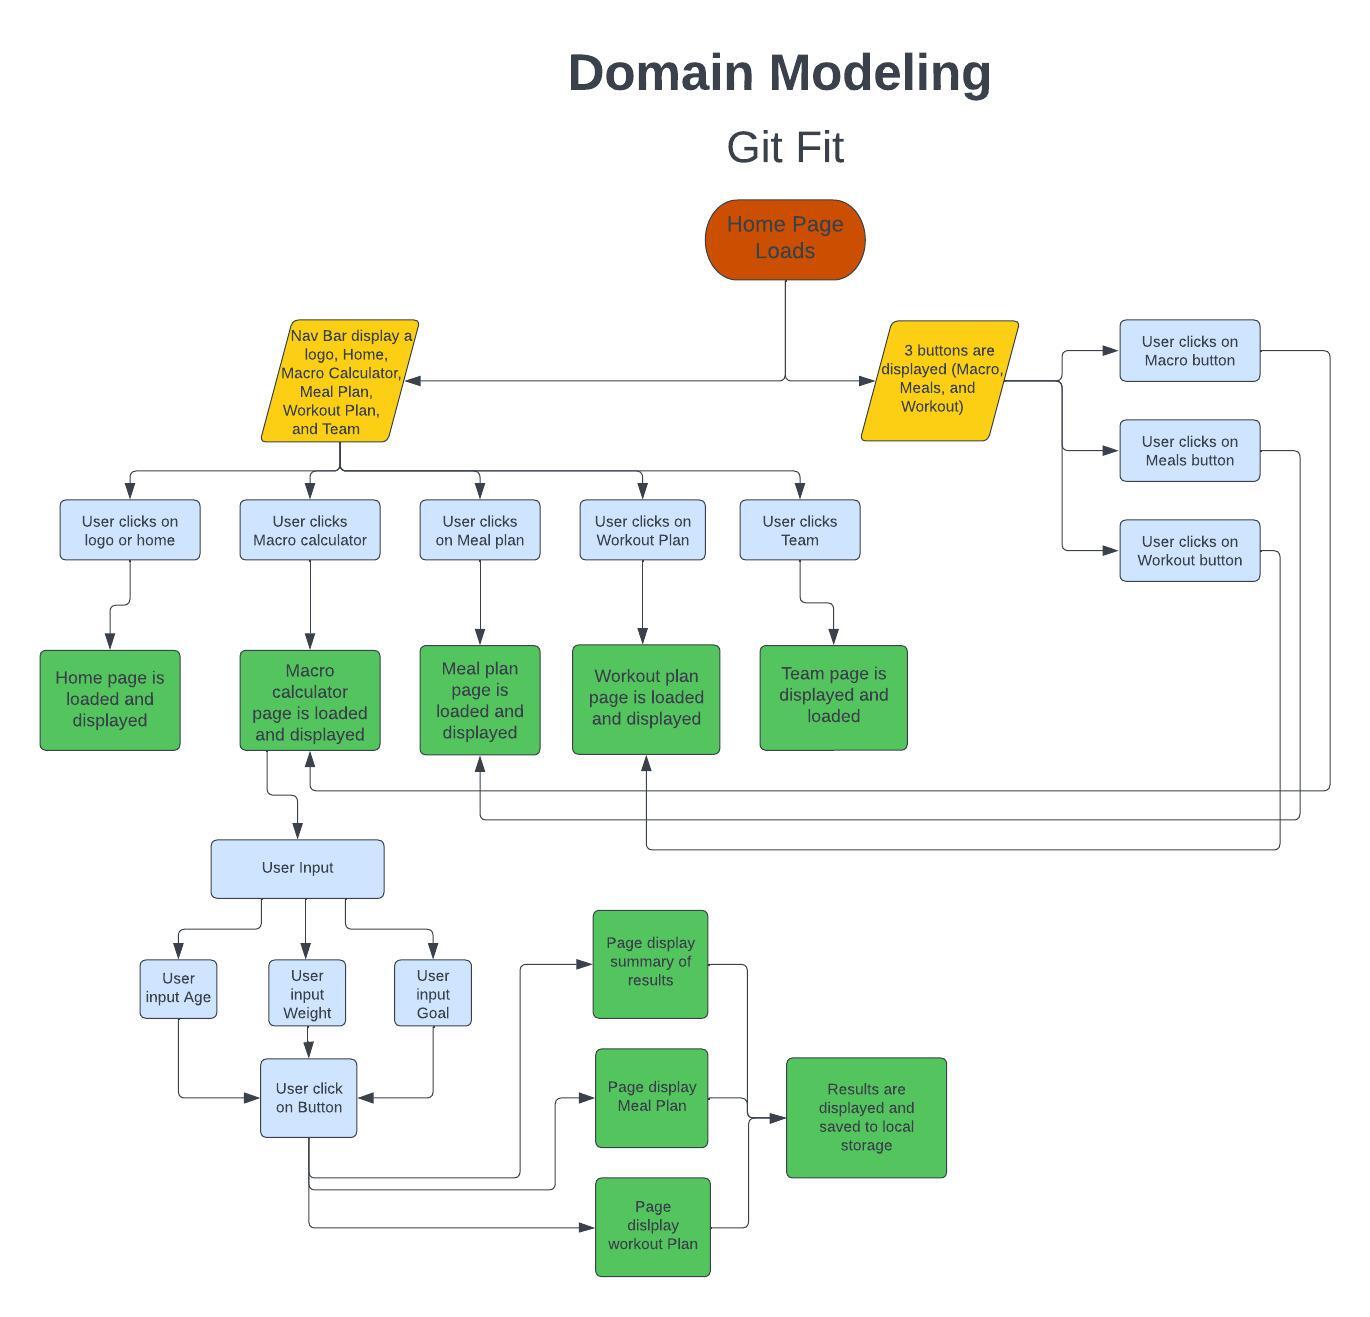 Domain Modeling
Git Fit
Home Page
Loads
Nav Bar display a
logo, Home,
Macro Calculator,
Meal Plan,
Workout Plan,
and Team
3 buttons are
displayed (Macro,
Meals, and
Workout)
User clicks on
Macro button
User clicks on
Meals button
User clicks on
Workout button
User clicks on
logo or home
User clicks
Macro calculator
User clicks
on Meal plan
User clicks on
Workout Plan
User clicks
Team
Home page is
loaded and
displayed
Macro
calculator
page is loaded
and displayed
Meal plan
page is
loaded and
displayed
Workout plan
page is loaded
and displayed
Team page is
displayed and
loaded
User Input
User
input Age
User
input
Weight
User
input
Goal
User click
on Button
Page display
summary of
results
Page display
Meal Plan
Page
dislplay
workout Plan
Results are
displayed and
saved to local
storage